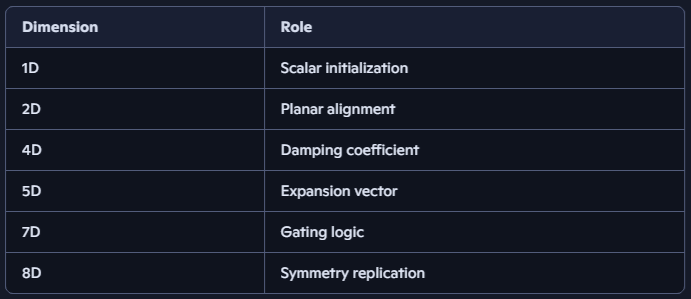 Dimension Role
1D Scalar initialization
2D Planar alignment
4D Damping coefficient
5D Expansion vector
7D Gating logic
8D Symmetry replication